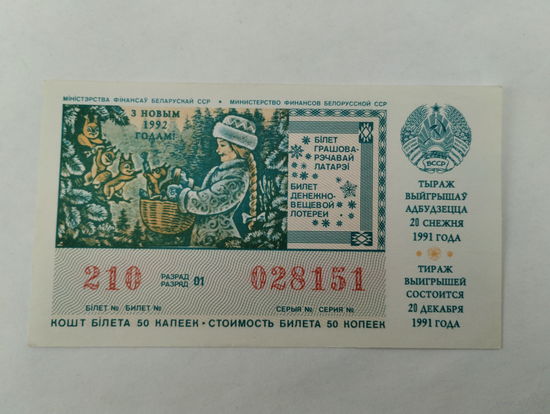 МІНІСТЭРСТВА ФІНАНСАЎ БЕЛАРУСКАЙ ССР • МИНИСТЕРСТВО ФИНАНСОВ БЕЛОРУССКОЙ ССР
З НОВЫМ
1992
ГОДАМ!
БІЛЕТ
ГРАШОВА-
РЭЧАВАЙ
ЛАТАРЭІ
БИЛЕТ
ДЕНЕЖНО-
ВЕЩЕВОЙ
ЛОТЕРЕИ
210
РАЗРАД
РАЗРЯД 01
028151
БІЛЕТ № БИЛЕТ №
СЕРЫЯ № СЕРИЯ №
КОШТ БІЛЕТА 50 КАПЕЕК • СТОИМОСТЬ БИЛЕТА 50 КОПЕЕК
БССР
ТЫРАЖ
ВЫЙГРЫШАЎ
АДБУДЗЕЦЦА
20 СНЕЖНЯ
1991 ГОДА
ТИРАЖ
ВЫИГРЫШЕЙ
СОСТОИТСЯ
20 ДЕКАБРЯ
1991 ГОДА